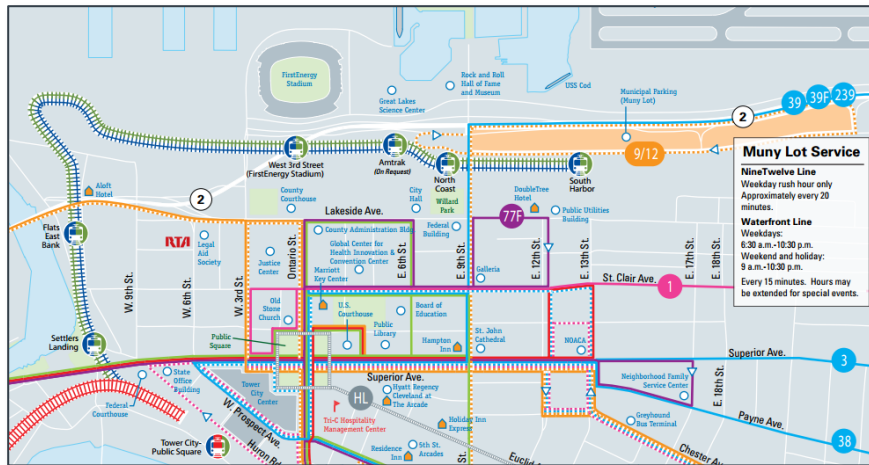 FirstEnergy
Stadium
Great Lakes
Science Center
Rock and Roll
Hall of Fame
and Museum
USS Cod
Municipal Parking
(Muny Lot)
2
39
39F
239
9/12
West 3rd Street
(FirstEnergy Stadium)
Amtrak
(On Request)
North
Coast
South
Harbor
Muny Lot Service
NineTwelve Line
Weekday rush hour only
Approximately every 20
minutes.
Waterfront Line
Weekdays:
6:30 a.m.-10:30 p.m.
Weekend and holiday:
9 a.m.-10:30 p.m.
Every 15 minutes. Hours may
be extended for special events.
Aloft
Hotel
2
County
Courthouse
City
Hall
Willard
Park
DoubleTree
Hotel
Lakeside Ave.
77F
Public Utilities
Building
Flats
East
Bank
RTA
Legal
Aid
Society
Justice
Center
Ontario St.
County Administration Bldg
Global Center for
Health Innovation &
Convention Center
E. 6th St.
Federal
Building
E. 9th St.
Galleria
E. 12th St.
E. 13th St.
E. 17th St.
E. 18th St.
W. 9th St.
W. 6th St.
W. 3rd St.
Marriott
Key Center
St. Clair Ave.
1
Old
Stone
Church
U.S.
Courthouse
Board of
Education
Public
Library
Hampton
Inn
St. John
Cathedral
NOACA
Settlers
Landing
Public
Square
Superior Ave.
3
State
Office
Building
Federal
Courthouse
Tower
City
Center
Superior Ave.
HL
Hyatt Regency
Cleveland at
The Arcade
Neighborhood Family
Service Center
E. 18th St.
Payne Ave.
W. Prospect Ave.
Tri-C Hospitality
Management Center
Holiday Inn
Express
Greyhound
Bus Terminal
38
Tower City-
Public Square
Huron Rd
Residence
Inn
5th St.
Arcades
St.
Euclid A
Chester Av